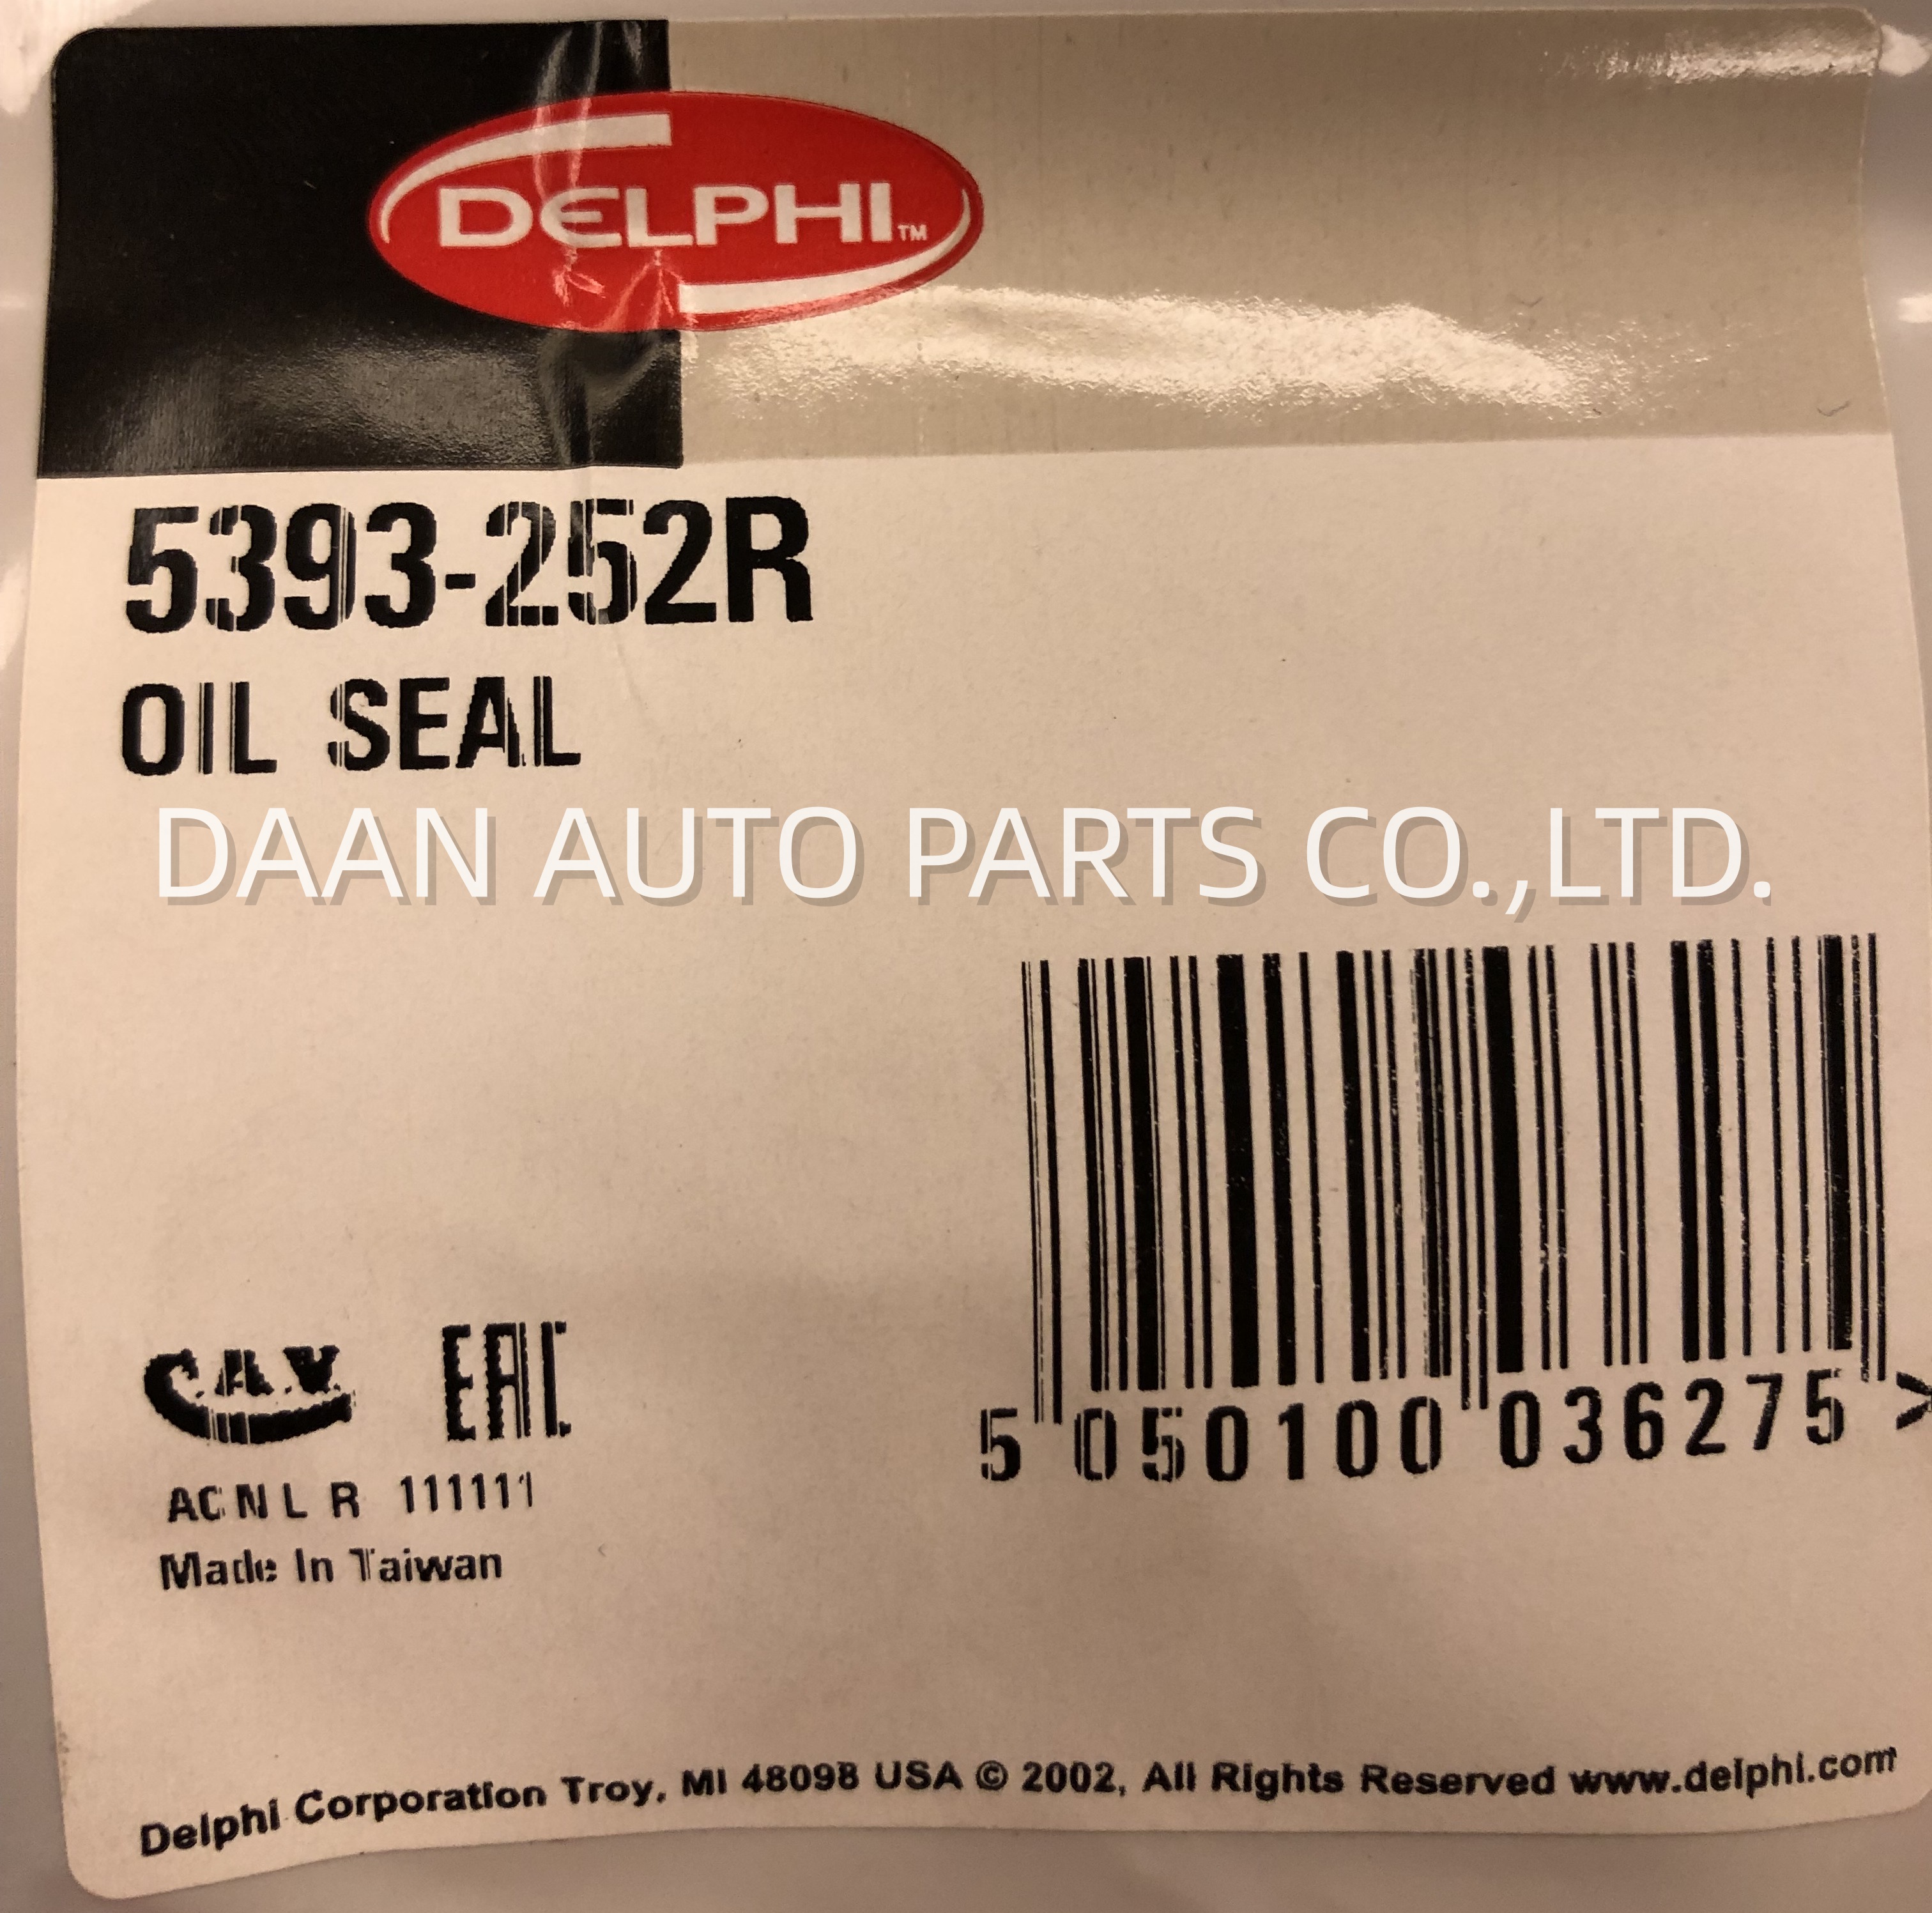 DELPHI™
5393-252R
OIL SEAL
DAAN AUTO PARTS CO.,LTD.
5 050100 036275 >
C.A.V. EAC
ACNLR 111111
Made In Taiwan
Delphi Corporation Troy, MI 48098 USA © 2002, All Rights Reserved www.delphi.com